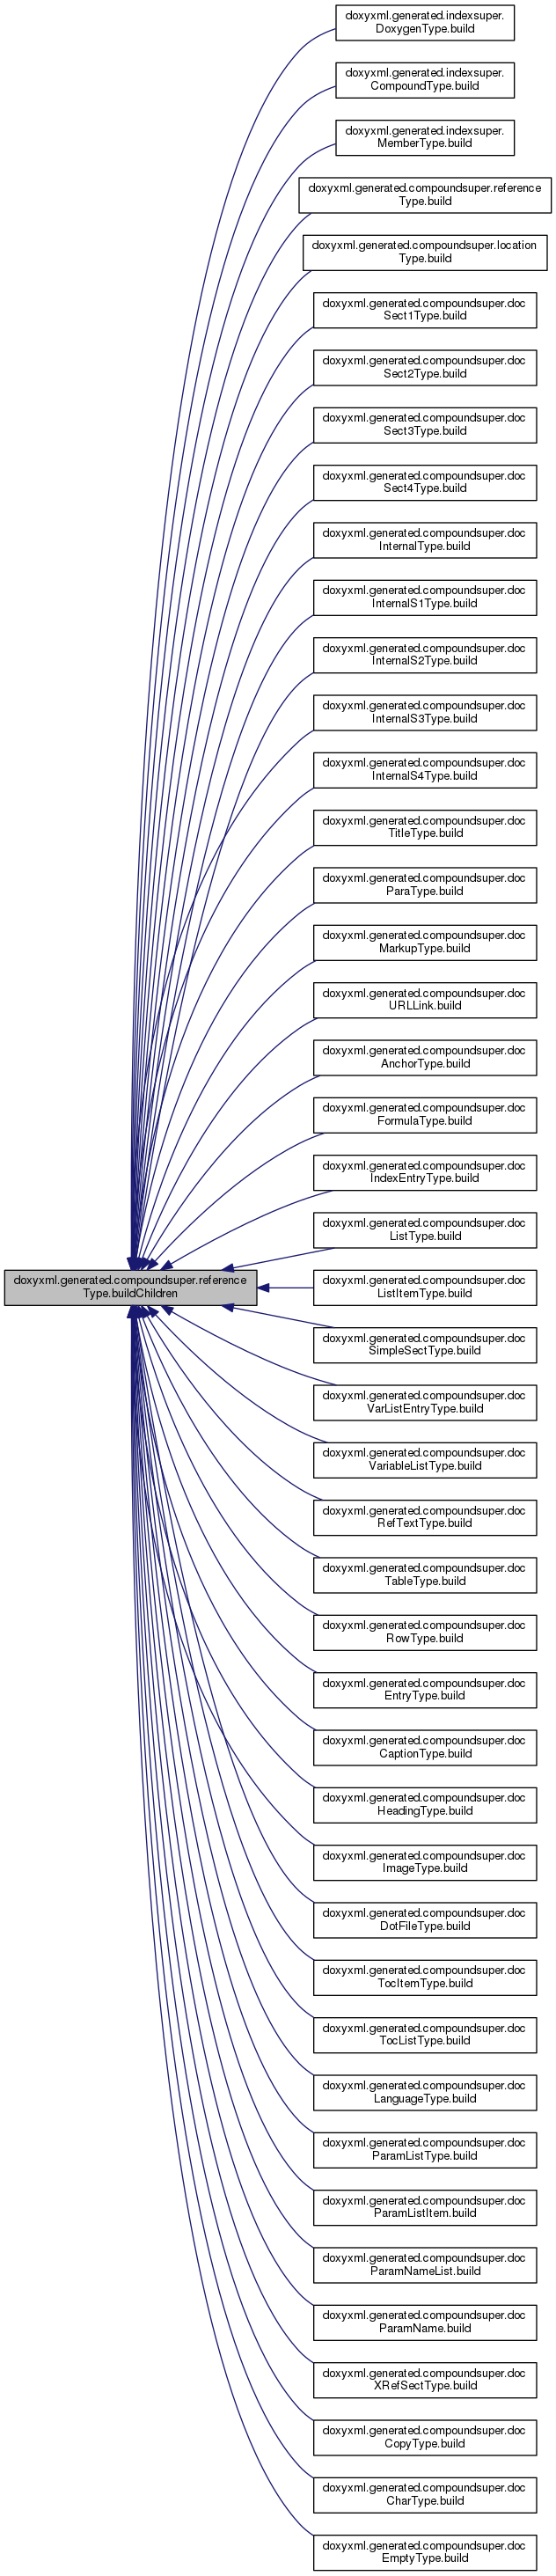 doxyxml.generated.indexsuper.
DoxygenType.build
doxyxml.generated.indexsuper.
CompoundType.build
doxyxml.generated.indexsuper.
MemberType.build
doxyxml.generated.compoundsuper.reference
Type.build
doxyxml.generated.compoundsuper.location
Type.build
doxyxml.generated.compoundsuper.doc
Sect1Type.build
doxyxml.generated.compoundsuper.doc
Sect2Type.build
doxyxml.generated.compoundsuper.doc
Sect3Type.build
doxyxml.generated.compoundsuper.doc
Sect4Type.build
doxyxml.generated.compoundsuper.doc
InternalType.build
doxyxml.generated.compoundsuper.doc
InternalS1Type.build
doxyxml.generated.compoundsuper.doc
InternalS2Type.build
doxyxml.generated.compoundsuper.doc
InternalS3Type.build
doxyxml.generated.compoundsuper.doc
InternalS4Type.build
doxyxml.generated.compoundsuper.doc
TitleType.build
doxyxml.generated.compoundsuper.doc
ParaType.build
doxyxml.generated.compoundsuper.doc
MarkupType.build
doxyxml.generated.compoundsuper.doc
URLLink.build
doxyxml.generated.compoundsuper.doc
AnchorType.build
doxyxml.generated.compoundsuper.doc
FormulaType.build
doxyxml.generated.compoundsuper.doc
IndexEntryType.build
doxyxml.generated.compoundsuper.doc
ListType.build
doxyxml.generated.compoundsuper.reference
Type.buildChildren
doxyxml.generated.compoundsuper.doc
ListItemType.build
doxyxml.generated.compoundsuper.doc
SimpleSectType.build
doxyxml.generated.compoundsuper.doc
VarListEntryType.build
doxyxml.generated.compoundsuper.doc
VariableListType.build
doxyxml.generated.compoundsuper.doc
RefTextType.build
doxyxml.generated.compoundsuper.doc
TableType.build
doxyxml.generated.compoundsuper.doc
RowType.build
doxyxml.generated.compoundsuper.doc
EntryType.build
doxyxml.generated.compoundsuper.doc
CaptionType.build
doxyxml.generated.compoundsuper.doc
HeadingType.build
doxyxml.generated.compoundsuper.doc
ImageType.build
doxyxml.generated.compoundsuper.doc
DotFileType.build
doxyxml.generated.compoundsuper.doc
TocItemType.build
doxyxml.generated.compoundsuper.doc
TocListType.build
doxyxml.generated.compoundsuper.doc
LanguageType.build
doxyxml.generated.compoundsuper.doc
ParamListType.build
doxyxml.generated.compoundsuper.doc
ParamListItem.build
doxyxml.generated.compoundsuper.doc
ParamNameList.build
doxyxml.generated.compoundsuper.doc
ParamName.build
doxyxml.generated.compoundsuper.doc
XRefSectType.build
doxyxml.generated.compoundsuper.doc
CopyType.build
doxyxml.generated.compoundsuper.doc
CharType.build
doxyxml.generated.compoundsuper.doc
EmptyType.build